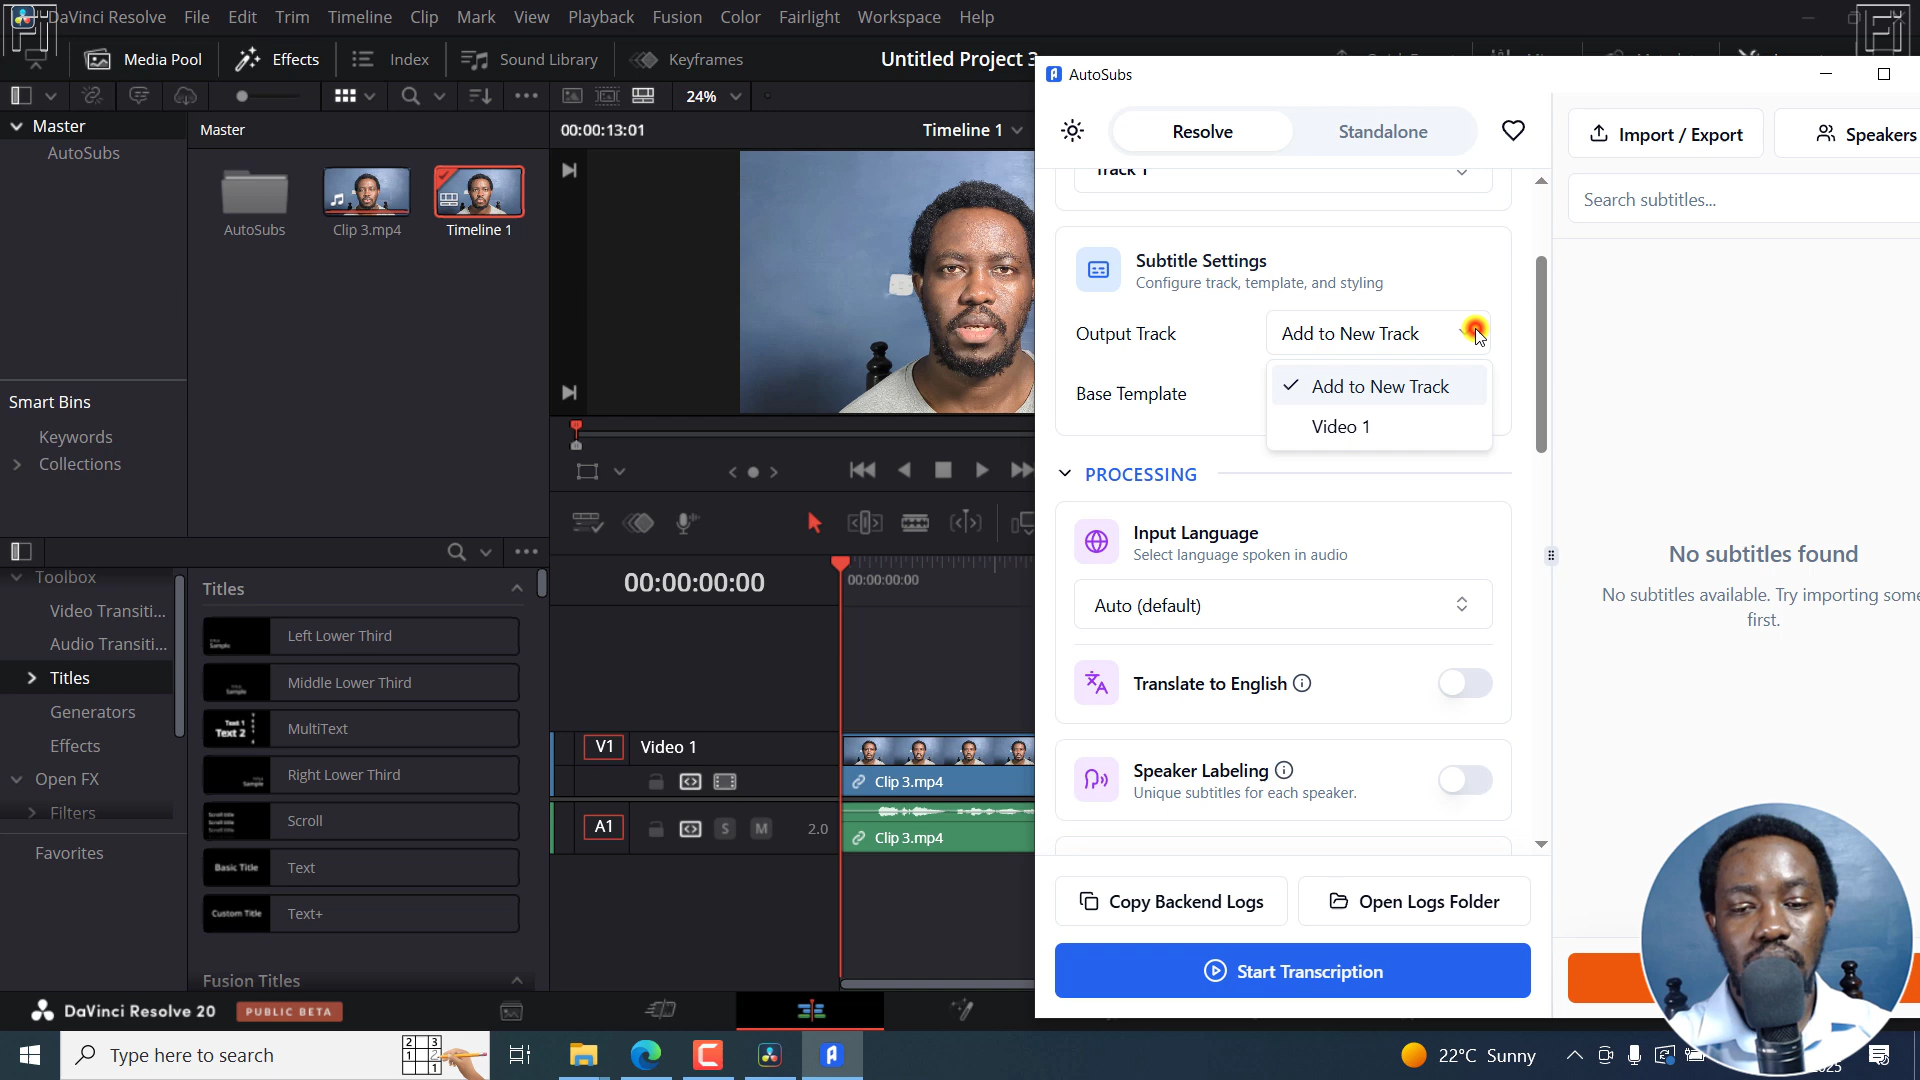 DaVinci Resolve File Edit Trim Timeline Clip Mark View Playback Fusion Color Fairlight Workspace Help
Media Pool Effects Index Sound Library Keyframes Untitled Project 3
24%
Master
AutoSubs
Master
AutoSubs
Clip 3.mp4
Timeline 1
00:00:13:01
Timeline 1
Smart Bins
Keywords
Collections
Toolbox
Video Transiti...
Audio Transiti...
Titles
Generators
Effects
Open FX
Filters
Favorites
Titles
Left Lower Third
Middle Lower Third
MultiText
Right Lower Third
Scroll
Basic Title
Text
Custom Title
Text+
Fusion Titles
00:00:00:00
00:00:00:00
V1 Video 1
Clip 3.mp4
A1 S M 2.0
Clip 3.mp4
AutoSubs
Resolve Standalone
Track 1
Subtitle Settings
Configure track, template, and styling
Output Track
Add to New Track
Add to New Track
Video 1
Base Template
PROCESSING
Input Language
Select language spoken in audio
Auto (default)
Translate to English
Speaker Labeling
Unique subtitles for each speaker.
Copy Backend Logs
Open Logs Folder
Start Transcription
Import / Export
Speakers
Search subtitles...
No subtitles found
No subtitles available. Try importing some
first.
DaVinci Resolve 20 PUBLIC BETA
Type here to search
22°C Sunny